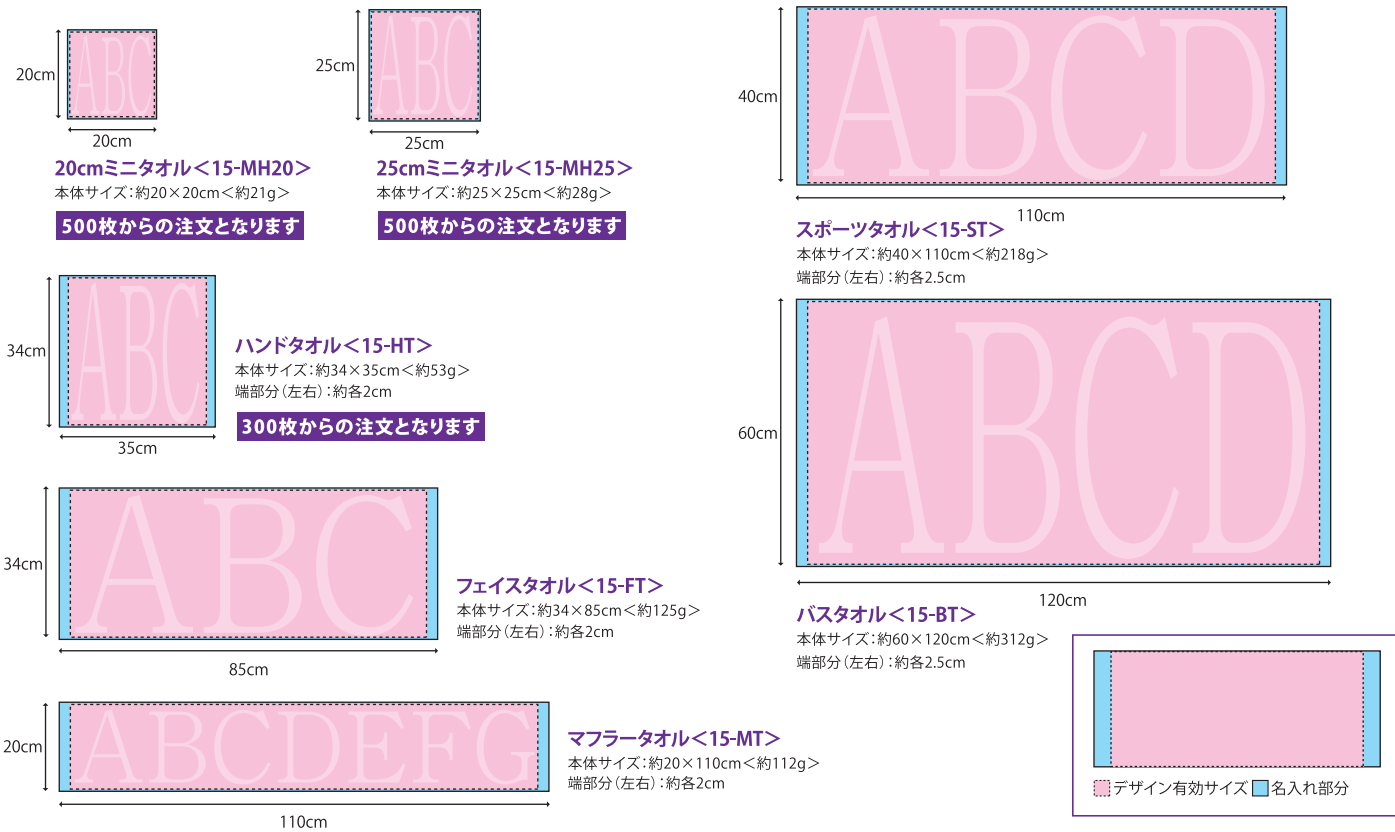 ABC
20cm
20cm
20cmミニタオル＜15-MH20＞
本体サイズ：約20×20cm＜約21g＞
500枚からの注文となります
ABC
25cm
25cm
25cmミニタオル＜15-MH25＞
本体サイズ：約25×25cm＜約28g＞
500枚からの注文となります
ABC
34cm
35cm
ハンドタオル＜15-HT＞
本体サイズ：約34×35cm＜約53g＞
端部分（左右）：約各2cm
300枚からの注文となります
ABC
34cm
85cm
フェイスタオル＜15-FT＞
本体サイズ：約34×85cm＜約125g＞
端部分（左右）：約各2cm
ABCDEFG
20cm
110cm
マフラータオル＜15-MT＞
本体サイズ：約20×110cm＜約112g＞
端部分（左右）：約各2cm
ABCD
40cm
110cm
スポーツタオル＜15-ST＞
本体サイズ：約40×110cm＜約218g＞
端部分（左右）：約各2.5cm
ABCD
60cm
120cm
バスタオル＜15-BT＞
本体サイズ：約60×120cm＜約312g＞
端部分（左右）：約各2.5cm
デザイン有効サイズ 名入れ部分